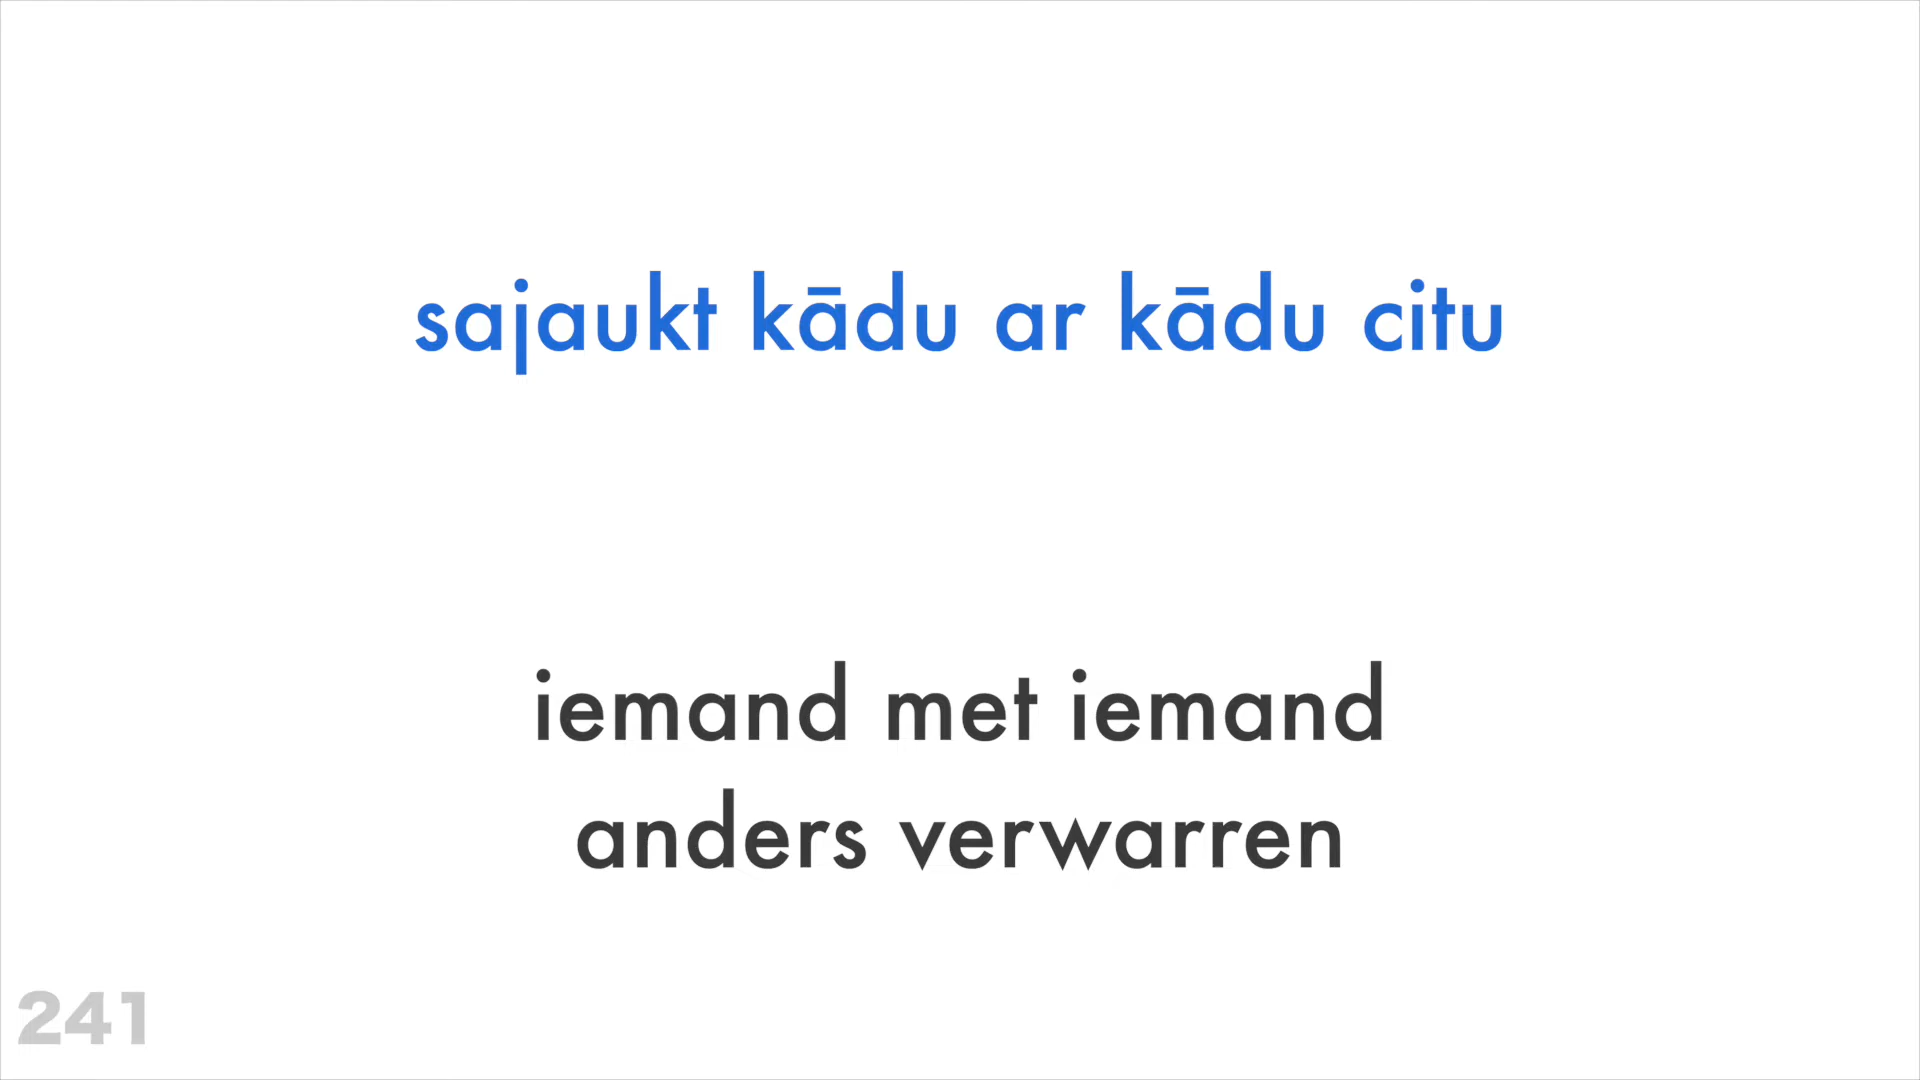 sajaukt kādu ar kādu citu
iemand met iemand
anders verwarren
241